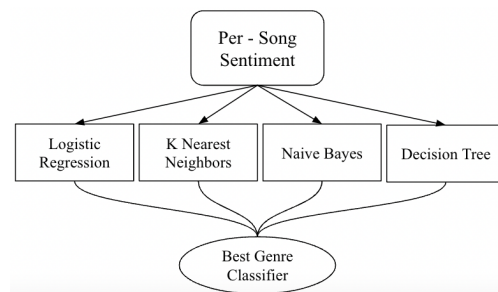 Per - Song
Sentiment
Logistic
Regression
K Nearest
Neighbors
Naive Bayes
Decision Tree
Best Genre
Classifier